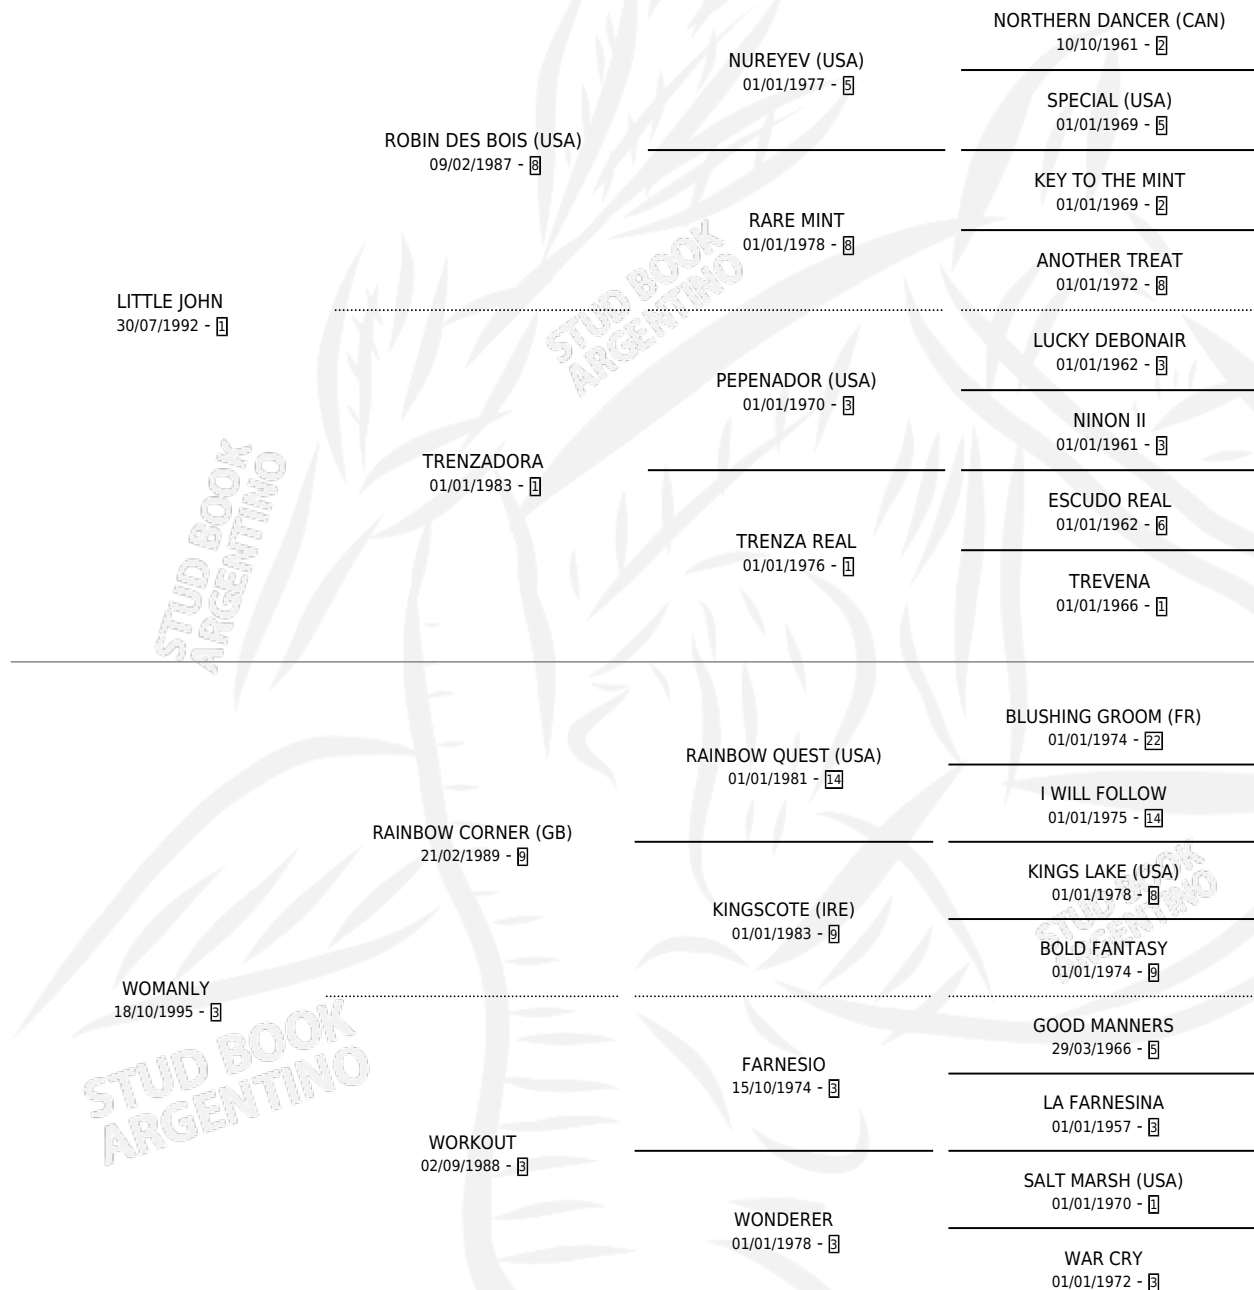 NORTHERN DANCER (CAN)
10/10/1961 - 2
NUREYEV (USA)
01/01/1977 - 5
SPECIAL (USA)
01/01/1969 - 5
ROBIN DES BOIS (USA)
09/02/1987 - 8
KEY TO THE MINT
01/01/1969 - 2
RARE MINT
01/01/1978 - 8
ANOTHER TREAT
01/01/1972 - 8
LITTLE JOHN
30/07/1992 - 1
LUCKY DEBONAIR
01/01/1962 - 3
PEPENADOR (USA)
01/01/1970 - 3
NINON II
01/01/1961 - 3
TRENZADORA
01/01/1983 - 1
ESCUDO REAL
01/01/1962 - 6
TRENZA REAL
01/01/1976 - 1
TREVENA
01/01/1966 - 1
BLUSHING GROOM (FR)
01/01/1974 - 22
RAINBOW QUEST (USA)
01/01/1981 - 14
I WILL FOLLOW
01/01/1975 - 14
RAINBOW CORNER (GB)
21/02/1989 - 9
KINGS LAKE (USA)
01/01/1978 - 8
KINGSCOTE (IRE)
01/01/1983 - 9
BOLD FANTASY
01/01/1974 - 9
WOMANLY
18/10/1995 - 3
GOOD MANNERS
29/03/1966 - 5
FARNESIO
15/10/1974 - 3
LA FARNESINA
01/01/1957 - 3
WORKOUT
02/09/1988 - 3
SALT MARSH (USA)
01/01/1970 - 1
WONDERER
01/01/1978 - 3
WAR CRY
01/01/1972 - 3
STUD BOOK
ARGENTINO
STUD BOOK
ARGENTINO
STUD BOOK
ARGENTINO
STUD BOOK
ARGENTINO